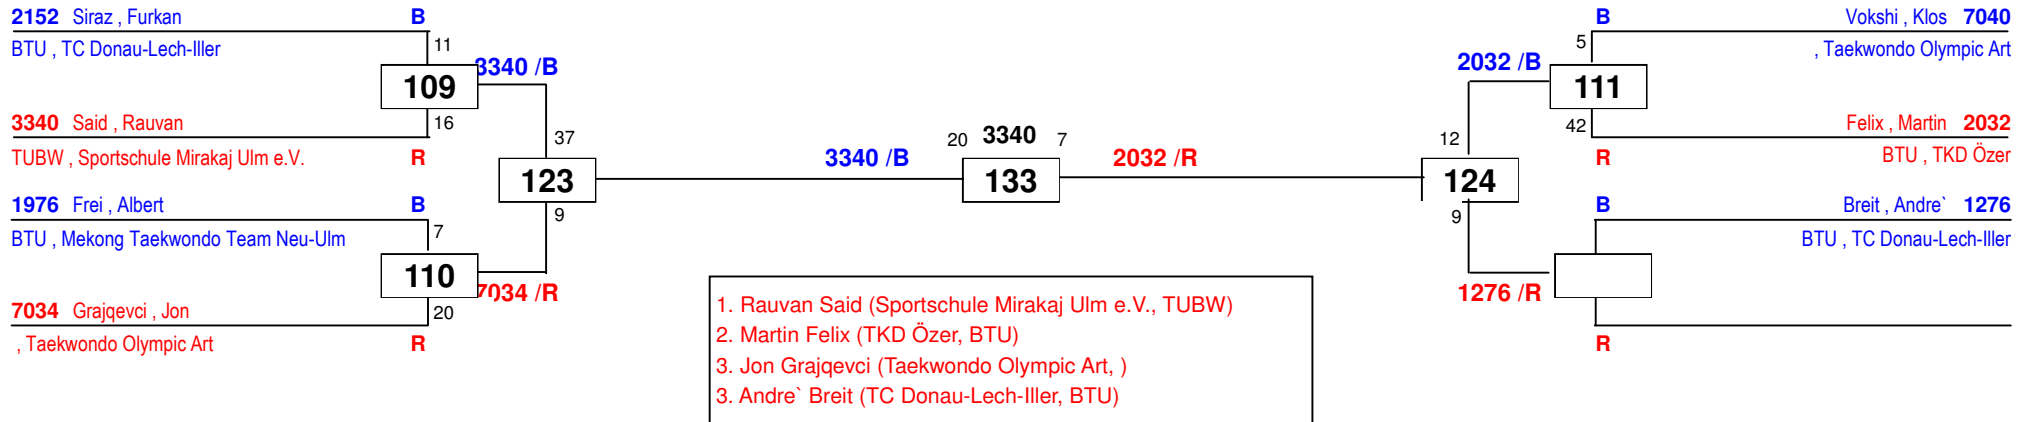 2152 Siraz , Furkan B
BTU , TC Donau-Lech-Iller
11
109
3340 /B
3340 Said , Rauvan
16
TUBW , Sportschule Mirakaj Ulm e.V. R
37
123
9
1976 Frei , Albert B
BTU , Mekong Taekwondo Team Neu-Ulm
7
110
7034 /R
7034 Grajqevci , Jon
20
, Taekwondo Olympic Art R
3340 /B
20 3340 7
133
2032 /R
B Vokshi , Klos 7040
5
, Taekwondo Olympic Art
2032 /B
111
42
Felix , Martin 2032
R BTU , TKD Özer
12
124
9
B Breit , Andre` 1276
BTU , TC Donau-Lech-Iller
1276 /R
R
1. Rauvan Said (Sportschule Mirakaj Ulm e.V., TUBW)
2. Martin Felix (TKD Özer, BTU)
3. Jon Grajqevci (Taekwondo Olympic Art, )
3. Andre` Breit (TC Donau-Lech-Iller, BTU)